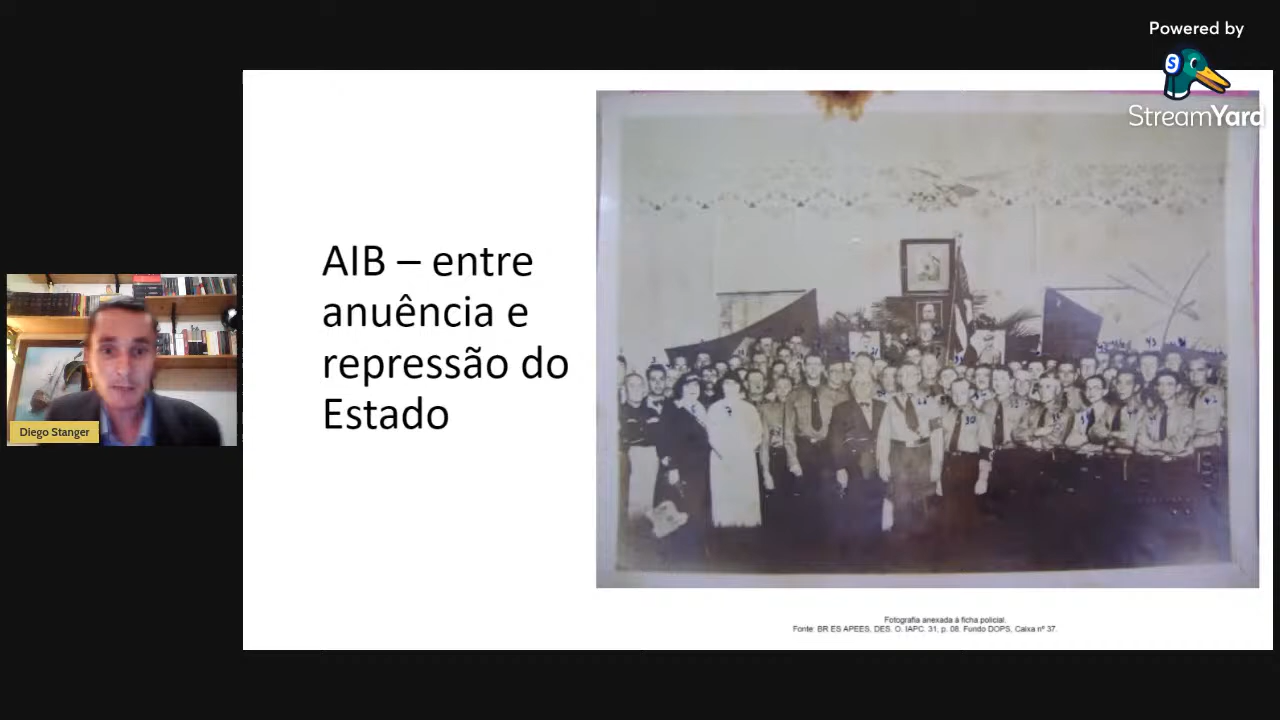 Powered by
StreamYard
AIB – entre
anuência e
repressão do
Estado
Diego Stanger
Fotografia anexada à ficha policial.
Fonte: BR ES APEES, DES. O. IAPC. 31, p. 08. Fundo DOPS, Caixa nº 37.